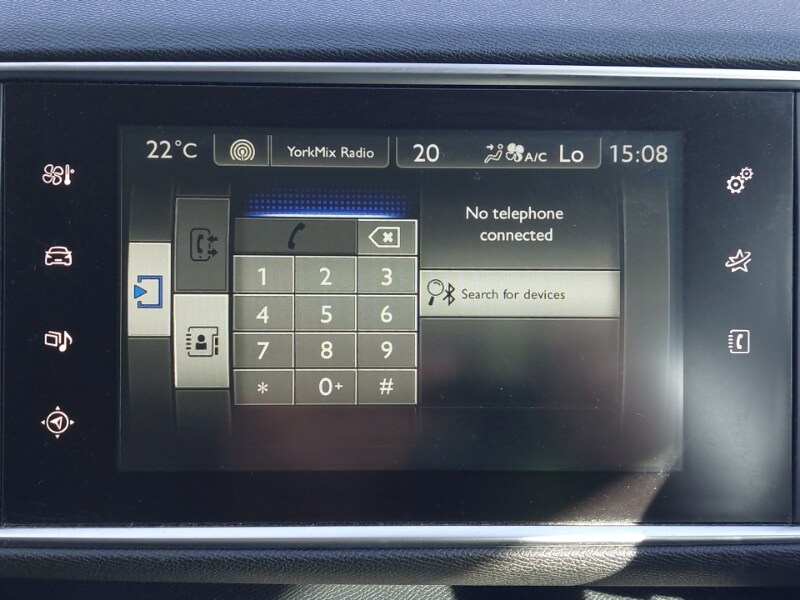 22°C YorkMix Radio 20 A/C Lo 15:08
No telephone
connected
1 2 3
Search for devices
4 5 6
7 8 9
* 0+ #